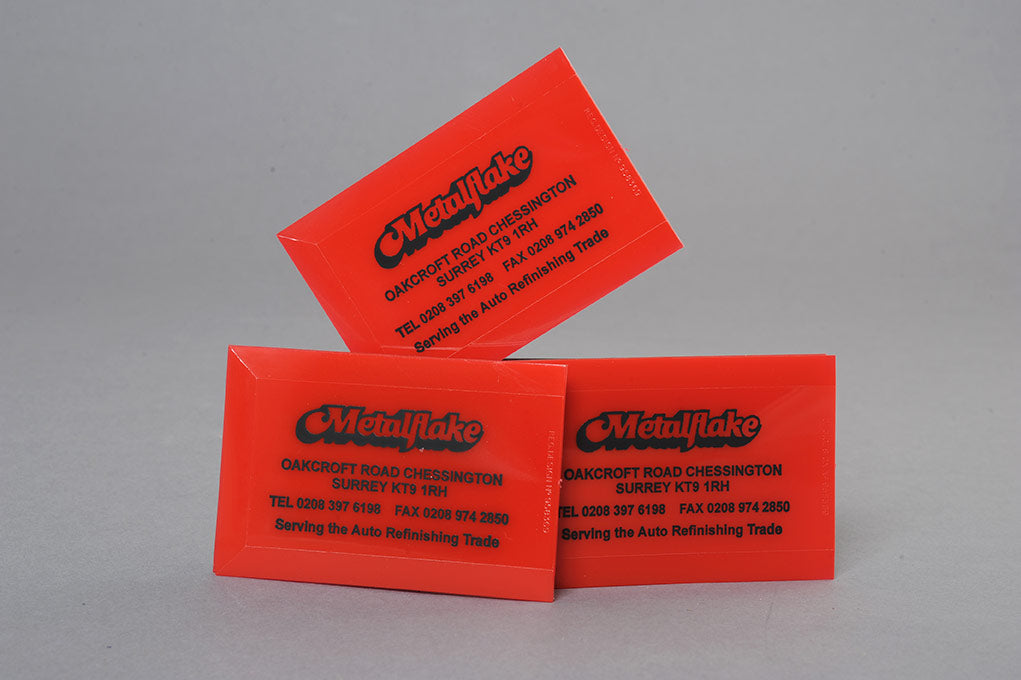 Metalflake
OAKCROFT ROAD CHESSINGTON
SURREY KT9 1RH
TEL 0208 397 6198 FAX 0208 974 2850
Serving the Auto Refinishing Trade
Metalflake
OAKCROFT ROAD CHESSINGTON
SURREY KT9 1RH
TEL 0208 397 6198 FAX 0208 974 2850
Serving the Auto Refinishing Trade
Metalflake
OAKCROFT ROAD CHESSINGTON
SURREY KT9 1RH
TEL 0208 397 6198 FAX 0208 974 2850
Serving the Auto Refinishing Trade